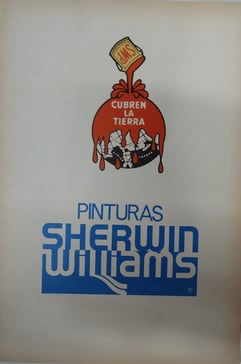 SWP
CUBREN
LA
TIERRA
PINTURAS
SHERWIN
WILLIAMS